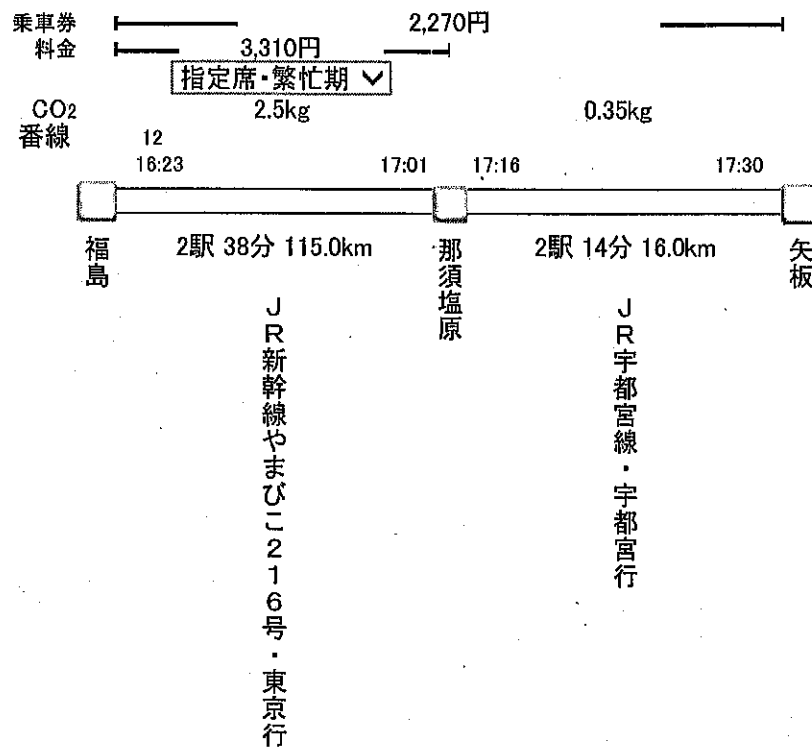 乗車券 2,270円
料金 3,310円
指定席・繁忙期
CO2 2.5kg 0.35kg
番線 12
16:23 17:01 17:16 17:30
2駅 38分 115.0km 2駅 14分 16.0km
福島
那須塩原
矢板
JR新幹線やまびこ216号・東京行
JR宇都宮線・宇都宮行